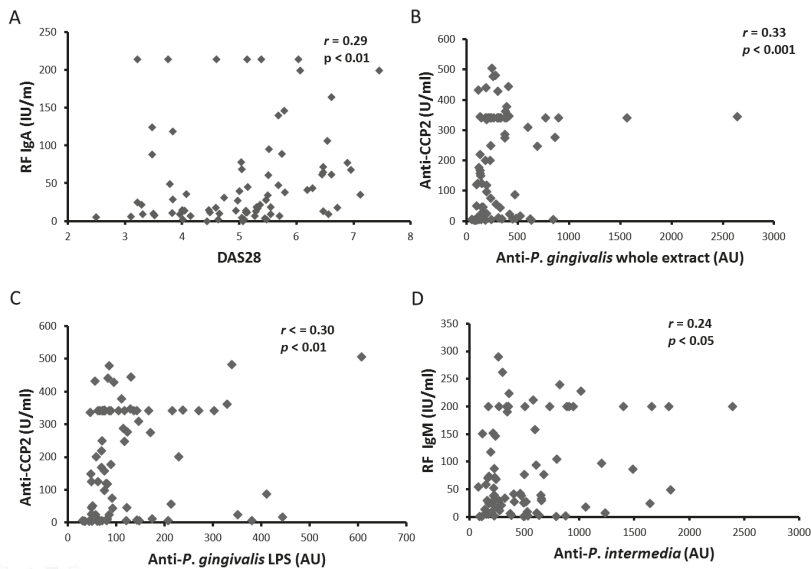 A
r = 0.29
p < 0.01
RF IgA (IU/m)
250
200
150
100
50
0
2 3 4 5 6 7 8
DAS28
B
r = 0.33
p < 0.001
Anti-CCP2 (U/ml)
600
500
400
300
200
100
0
0 500 1000 1500 2000 2500 3000
Anti-P. gingivalis whole extract (AU)
C
r < = 0.30
p < 0.01
Anti-CCP2 (U/ml)
600
500
400
300
200
100
0
0 100 200 300 400 500 600 700
Anti-P. gingivalis LPS (AU)
D
r = 0.24
p < 0.05
RF IgM (IU/ml)
350
300
250
200
150
100
50
0
0 500 1000 1500 2000 2500 3000
Anti-P. intermedia (AU)